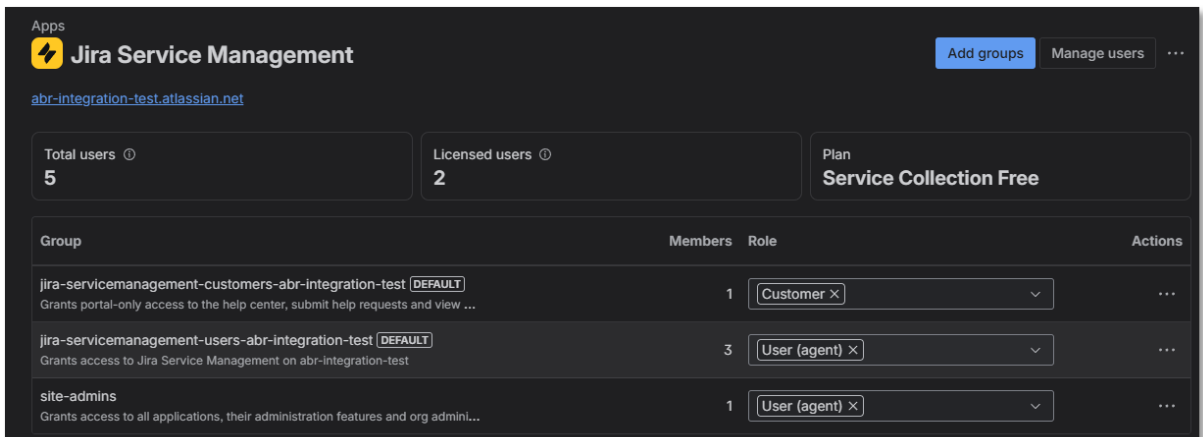 Apps
Jira Service Management
Add groups
Manage users
abr-integration-test.atlassian.net
Total users
5
Licensed users
2
Plan
Service Collection Free
Group
Members
Role
Actions
jira-servicemanagement-customers-abr-integration-test DEFAULT
Grants portal-only access to the help center, submit help requests and view ...
1
Customer
jira-servicemanagement-users-abr-integration-test DEFAULT
Grants access to Jira Service Management on abr-integration-test
3
User (agent)
site-admins
Grants access to all applications, their administration features and org admini...
1
User (agent)